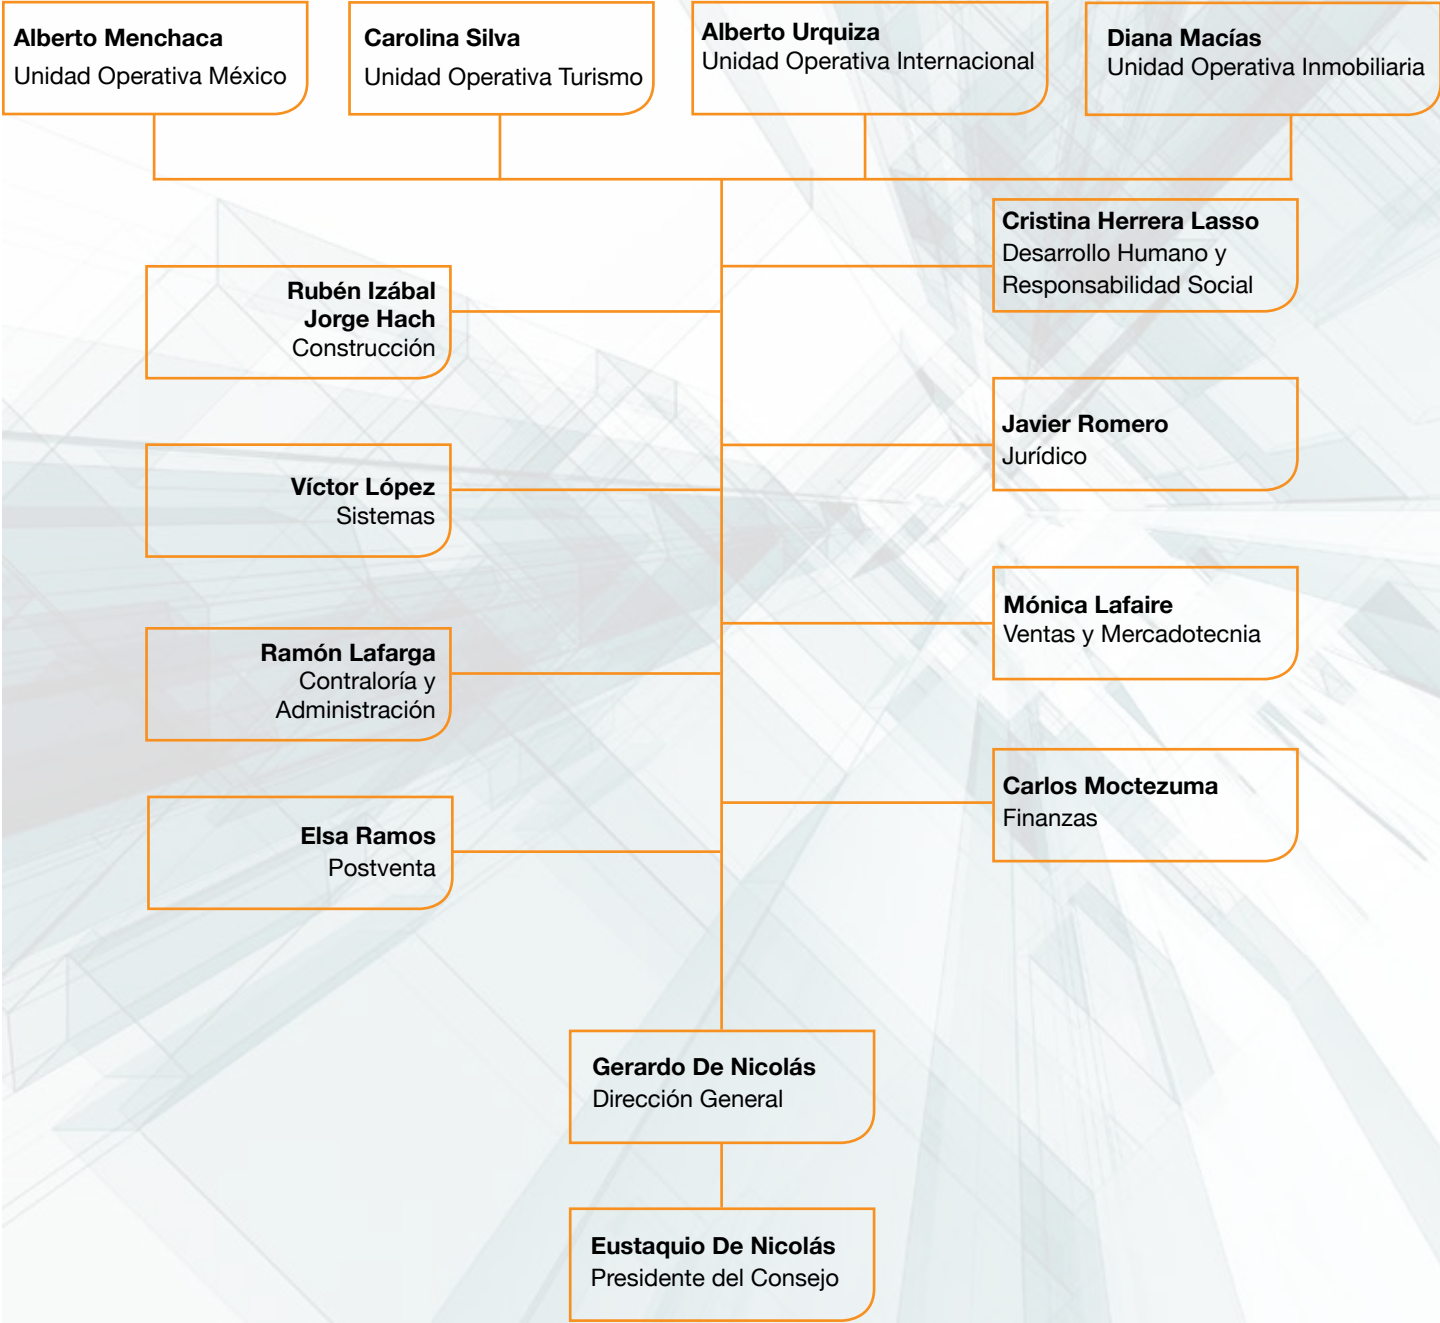 Alberto Menchaca
Unidad Operativa México
Carolina Silva
Unidad Operativa Turismo
Alberto Urquiza
Unidad Operativa Internacional
Diana Macías
Unidad Operativa Inmobiliaria
Cristina Herrera Lasso
Desarrollo Humano y
Responsabilidad Social
Rubén Izábal
Jorge Hach
Construcción
Javier Romero
Jurídico
Víctor López
Sistemas
Mónica Lafaire
Ventas y Mercadotecnia
Ramón Lafarga
Contraloría y
Administración
Carlos Moctezuma
Finanzas
Elsa Ramos
Postventa
Gerardo De Nicolás
Dirección General
Eustaquio De Nicolás
Presidente del Consejo